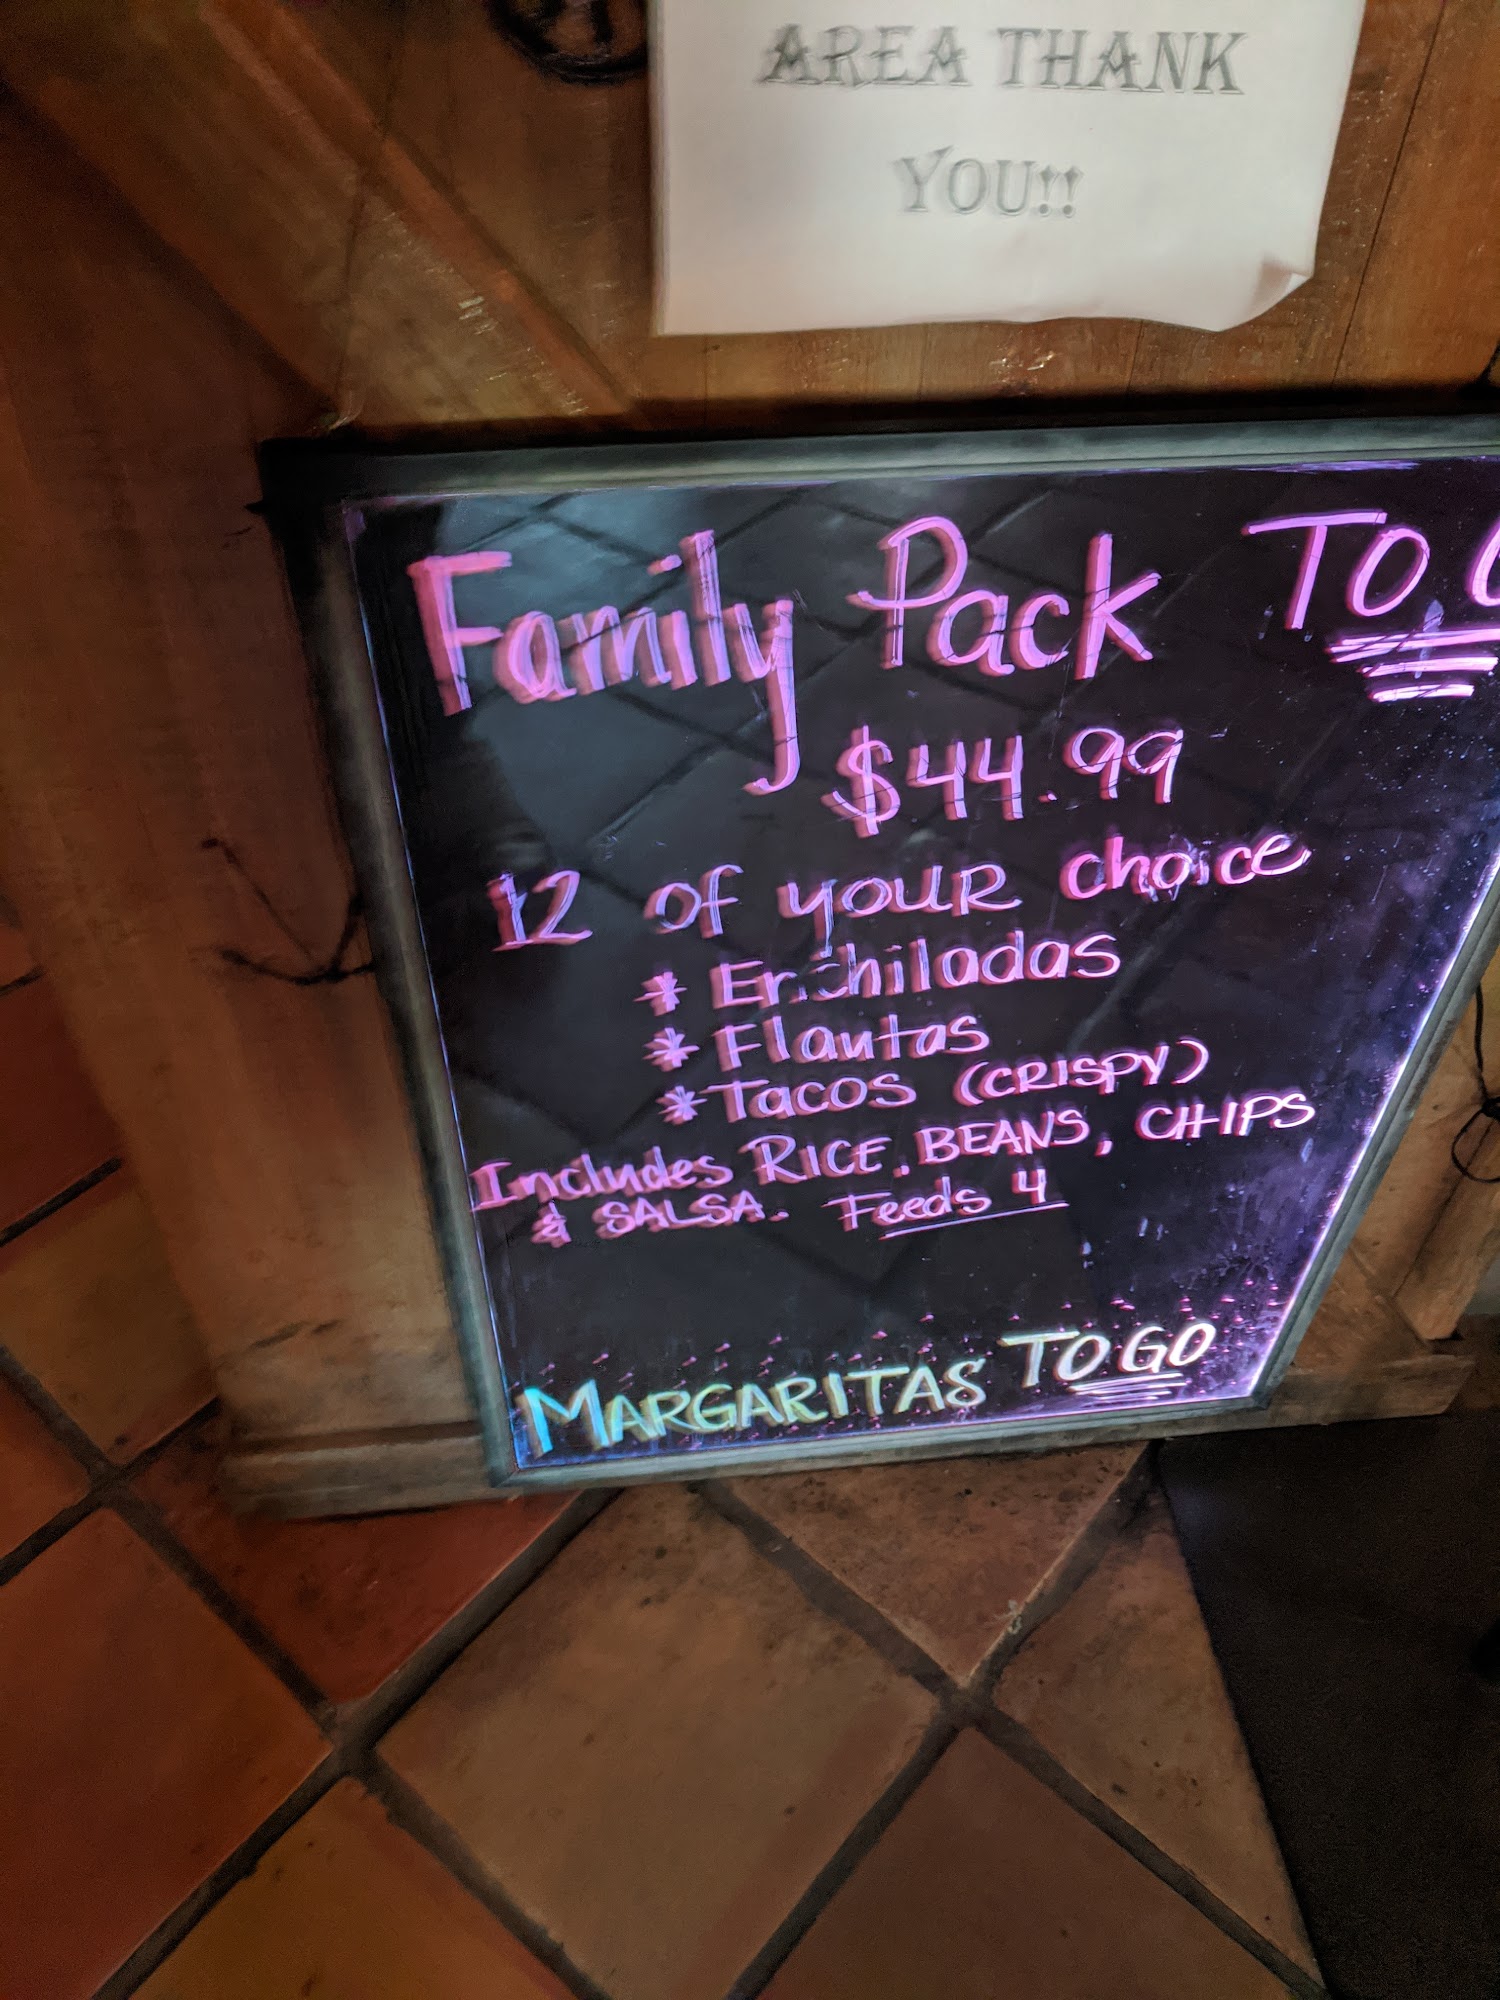 AREA THANK
YOU!!
Family Pack TO
$44.99
12 of your choice
* Enchiladas
* Flautas
* Tacos (CRISPY)
Includes RICE, BEANS, CHIPS
& SALSA. Feeds 4
MARGARITAS TO GO